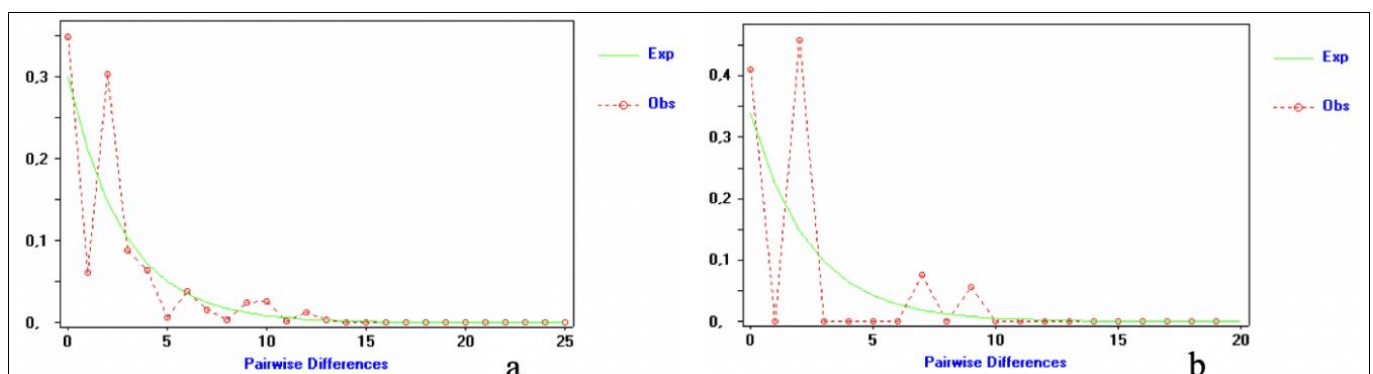 0,3
0,2
0,1
0,
0 5 10 15 20 25
Pairwise Differences
a
Exp
Obs
0,4
0,3
0,2
0,1
0,
0 5 10 15 20
Pairwise Differences
b
Exp
Obs